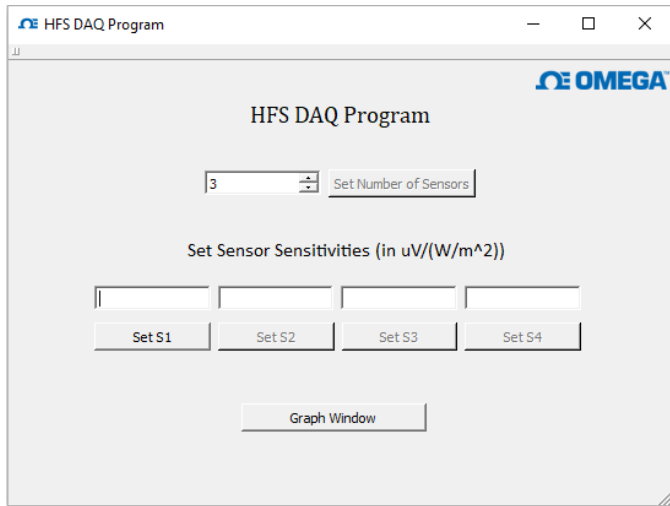 HFS DAQ Program
OMEGA™
HFS DAQ Program
3 Set Number of Sensors
Set Sensor Sensitivities (in uV/(W/m^2))
Set S1 Set S2 Set S3 Set S4
Graph Window